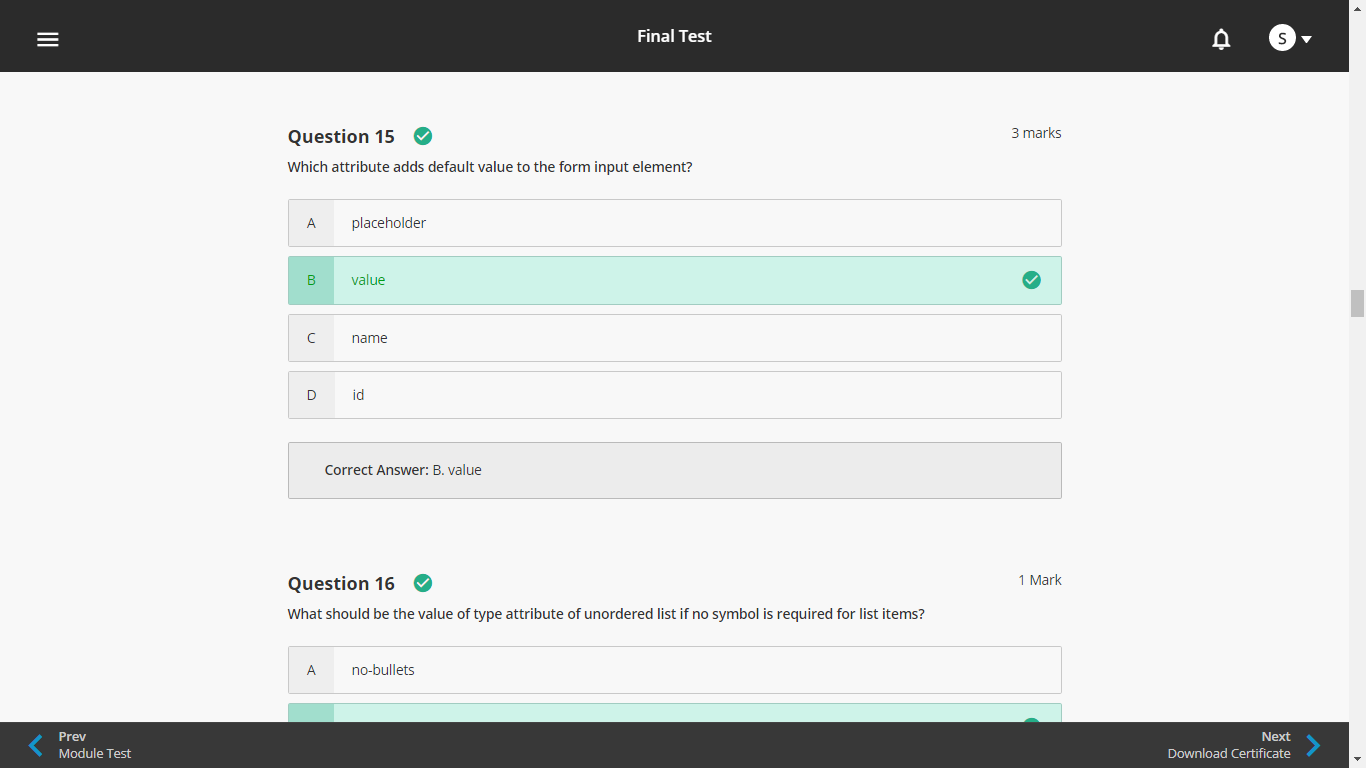 Final Test
S
Question 15
3 marks
Which attribute adds default value to the form input element?
A placeholder
B value
C name
D id
Correct Answer: B. value
Question 16
1 Mark
What should be the value of type attribute of unordered list if no symbol is required for list items?
A no-bullets
Prev
Module Test
Next
Download Certificate